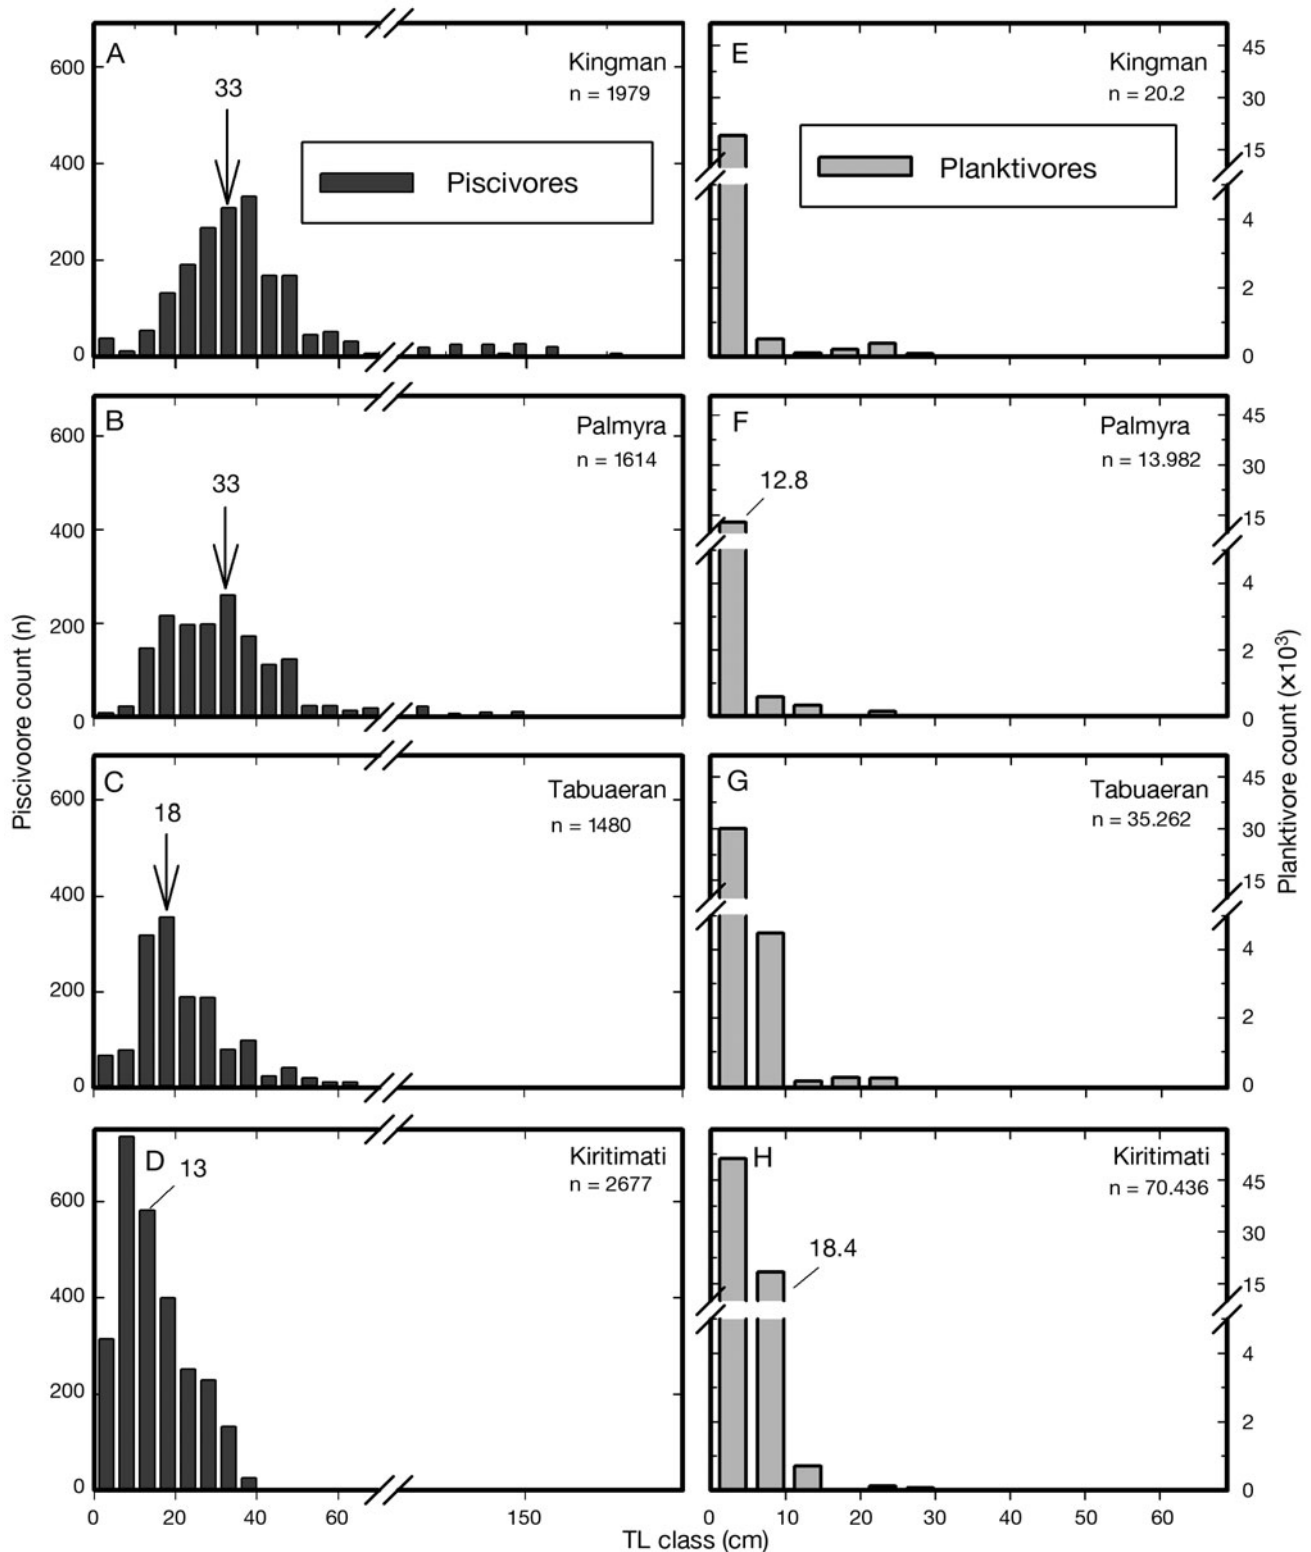 A
Kingman
n = 1979
33
Piscivores
600
400
200
0
B
Palmyra
n = 1614
33
600
400
200
0
C
Tabuaeran
n = 1480
18
600
400
200
0
D
Kiritimati
n = 2677
13
600
400
200
0
0 20 40 60 150
Piscivoore count (n)
E
Kingman
n = 20.2
Planktivores
45
30
15
4
2
0
F
Palmyra
n = 13.982
12.8
45
30
15
4
2
0
G
Tabuaeran
n = 35.262
45
30
15
4
2
0
H
Kiritimati
n = 70.436
18.4
45
30
15
4
2
0
0 10 20 30 40 50 60
Planktivore count (×10³)
TL class (cm)